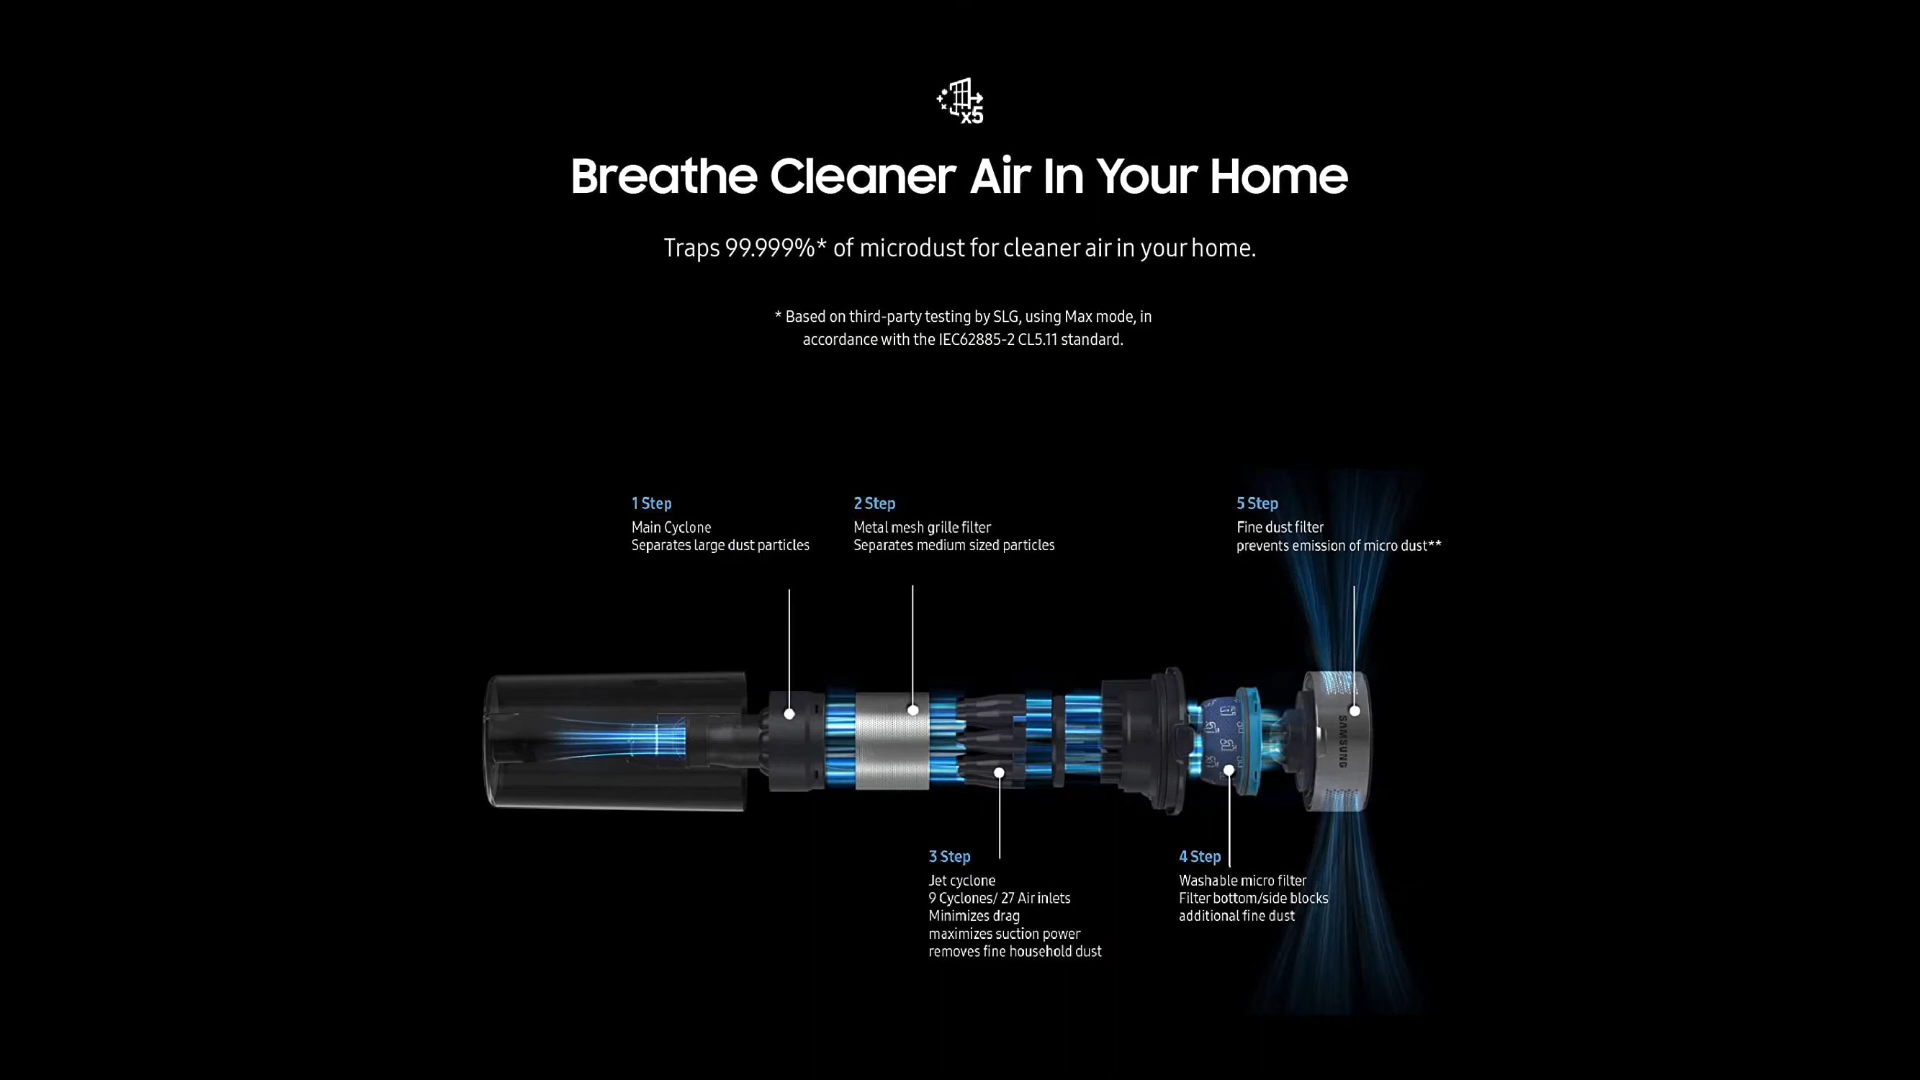 x5
Breathe Cleaner Air In Your Home
Traps 99.999%* of microdust for cleaner air in your home.
* Based on third-party testing by SLG, using Max mode, in
accordance with the IEC62885-2 CL5.11 standard.
1 Step
Main Cyclone
Separates large dust particles
2 Step
Metal mesh grille filter
Separates medium sized particles
5 Step
Fine dust filter
prevents emission of micro dust**
SAMSUNG
3 Step
Jet cyclone
9 Cyclones/ 27 Air inlets
Minimizes drag
maximizes suction power
removes fine household dust
4 Step
Washable micro filter
Filter bottom/side blocks
additional fine dust